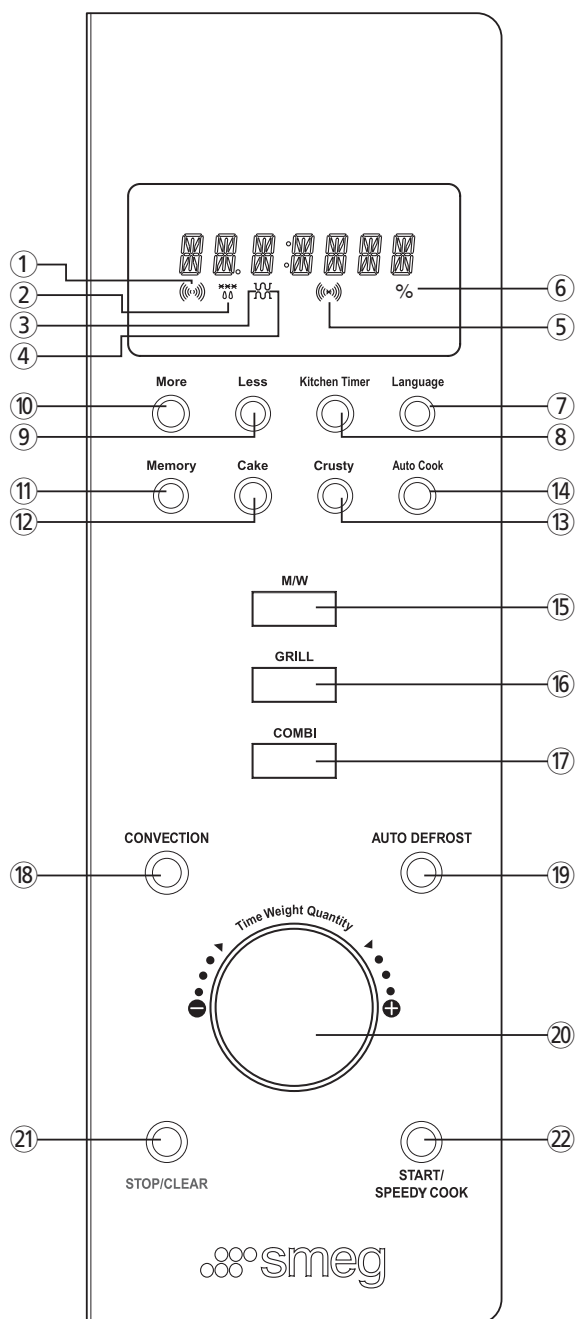 ① ② ③ ④ % ⑥ ⑤
⑩ More Less Kitchen Timer Language ⑦
⑨ ⑧
⑪ Memory Cake Crusty Auto Cook ⑭
⑫ ⑬
M/W
⑮
GRILL
⑯
COMBI
⑰
CONVECTION AUTO DEFROST
⑱ ⑲
Time Weight Quantity
− +
⑳
㉑ ㉒
STOP/CLEAR START/
SPEEDY COOK
smeg